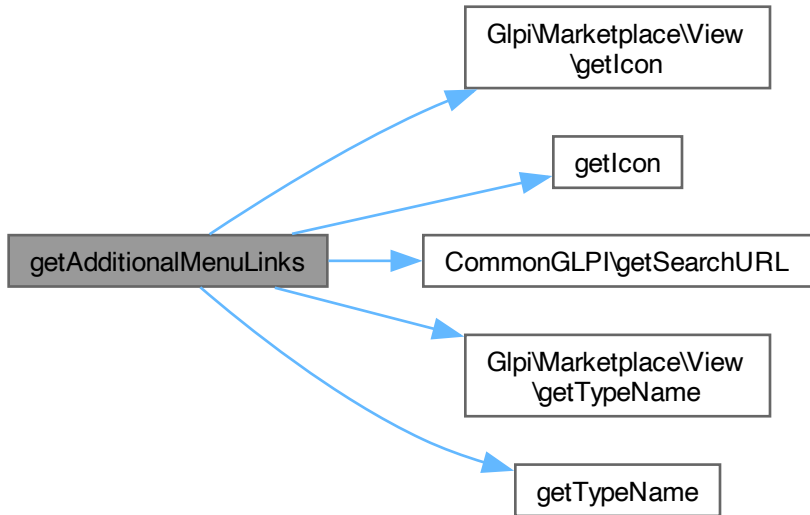 Glpi\Marketplace\View
\getIcon
getIcon
getAdditionalMenuLinks
CommonGLPI\getSearchURL
Glpi\Marketplace\View
\getTypeName
getTypeName